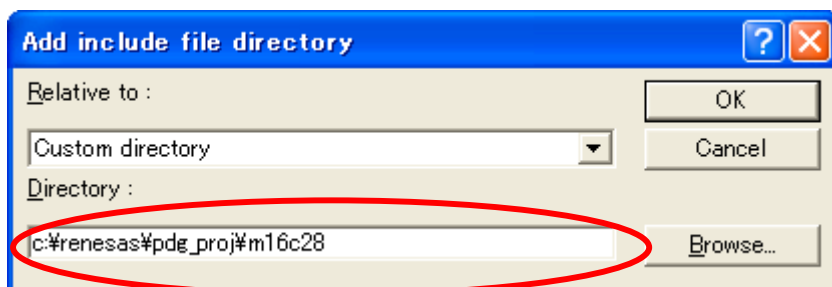 Add include file directory
Relative to :
OK
Custom directory
Cancel
Directory :
c:¥renesas¥pdg_proj¥m16c28
Browse...